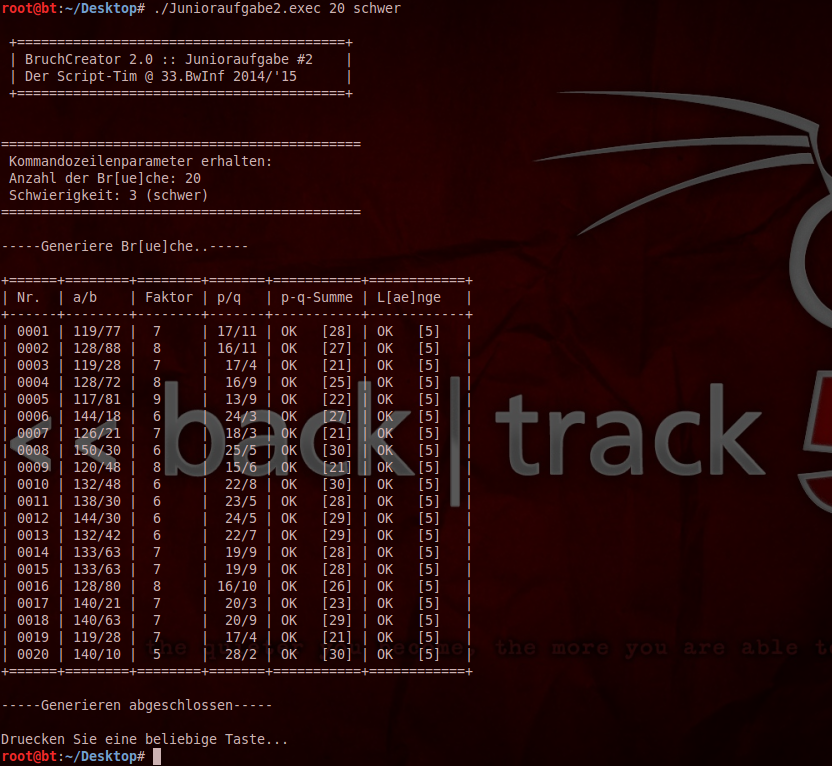 root@bt:~/Desktop# ./Junioraufgabe2.exec 20 schwer
+=========================================+
| BruchCreator 2.0 :: Junioraufgabe #2    |
| Der Script-Tim @ 33.BwInf 2014/'15      |
+=========================================+
=============================================
Kommandozeilenparameter erhalten:
Anzahl der Br[ue]che: 20
Schwierigkeit: 3 (schwer)
=============================================
-----Generiere Br[ue]che..-----
+======+========+========+=======+===========+============+
| Nr.  | a/b    | Faktor | p/q   | p-q-Summe | L[ae]nge   |
+------+--------+--------+-------+-----------+------------+
| 0001 | 119/77 |  7     | 17/11 | OK   [28] | OK   [5]   |
| 0002 | 128/88 |  8     | 16/11 | OK   [27] | OK   [5]   |
| 0003 | 119/28 |  7     |  17/4 | OK   [21] | OK   [5]   |
| 0004 | 128/72 |  8     |  16/9 | OK   [25] | OK   [5]   |
| 0005 | 117/81 |  9     |  13/9 | OK   [22] | OK   [5]   |
| 0006 | 144/18 |  6     |  24/3 | OK   [27] | OK   [5]   |
| 0007 | 126/21 |  7     |  18/3 | OK   [21] | OK   [5]   |
| 0008 | 150/30 |  6     |  25/5 | OK   [30] | OK   [5]   |
| 0009 | 120/48 |  8     |  15/6 | OK   [21] | OK   [5]   |
| 0010 | 132/48 |  6     |  22/8 | OK   [30] | OK   [5]   |
| 0011 | 138/30 |  6     |  23/5 | OK   [28] | OK   [5]   |
| 0012 | 144/30 |  6     |  24/5 | OK   [29] | OK   [5]   |
| 0013 | 132/42 |  6     |  22/7 | OK   [29] | OK   [5]   |
| 0014 | 133/63 |  7     |  19/9 | OK   [28] | OK   [5]   |
| 0015 | 133/63 |  7     |  19/9 | OK   [28] | OK   [5]   |
| 0016 | 128/80 |  8     | 16/10 | OK   [26] | OK   [5]   |
| 0017 | 140/21 |  7     |  20/3 | OK   [23] | OK   [5]   |
| 0018 | 140/63 |  7     |  20/9 | OK   [29] | OK   [5]   |
| 0019 | 119/28 |  7     |  17/4 | OK   [21] | OK   [5]   |
| 0020 | 140/10 |  5     |  28/2 | OK   [30] | OK   [5]   |
+======+========+========+=======+===========+============+
-----Generieren abgeschlossen-----
Druecken Sie eine beliebige Taste...
root@bt:~/Desktop#
<< back | track 5
the more you are able